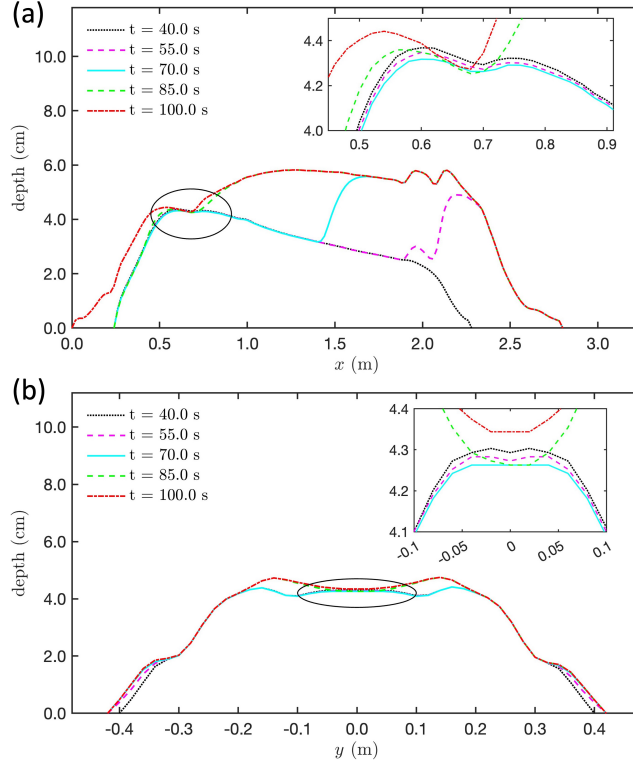 (a)
t = 40.0 s
t = 55.0 s
t = 70.0 s
t = 85.0 s
t = 100.0 s
10.0
8.0
6.0
4.0
2.0
0.0
depth (cm)
4.4
4.2
4.0
0.5 0.6 0.7 0.8 0.9
0.0 0.5 1.0 1.5 2.0 2.5 3.0
x (m)
(b)
t = 40.0 s
t = 55.0 s
t = 70.0 s
t = 85.0 s
t = 100.0 s
10.0
8.0
6.0
4.0
2.0
0.0
depth (cm)
4.4
4.3
4.2
4.1
-0.1 -0.05 0 0.05 0.1
-0.4 -0.3 -0.2 -0.1 0.0 0.1 0.2 0.3 0.4
y (m)